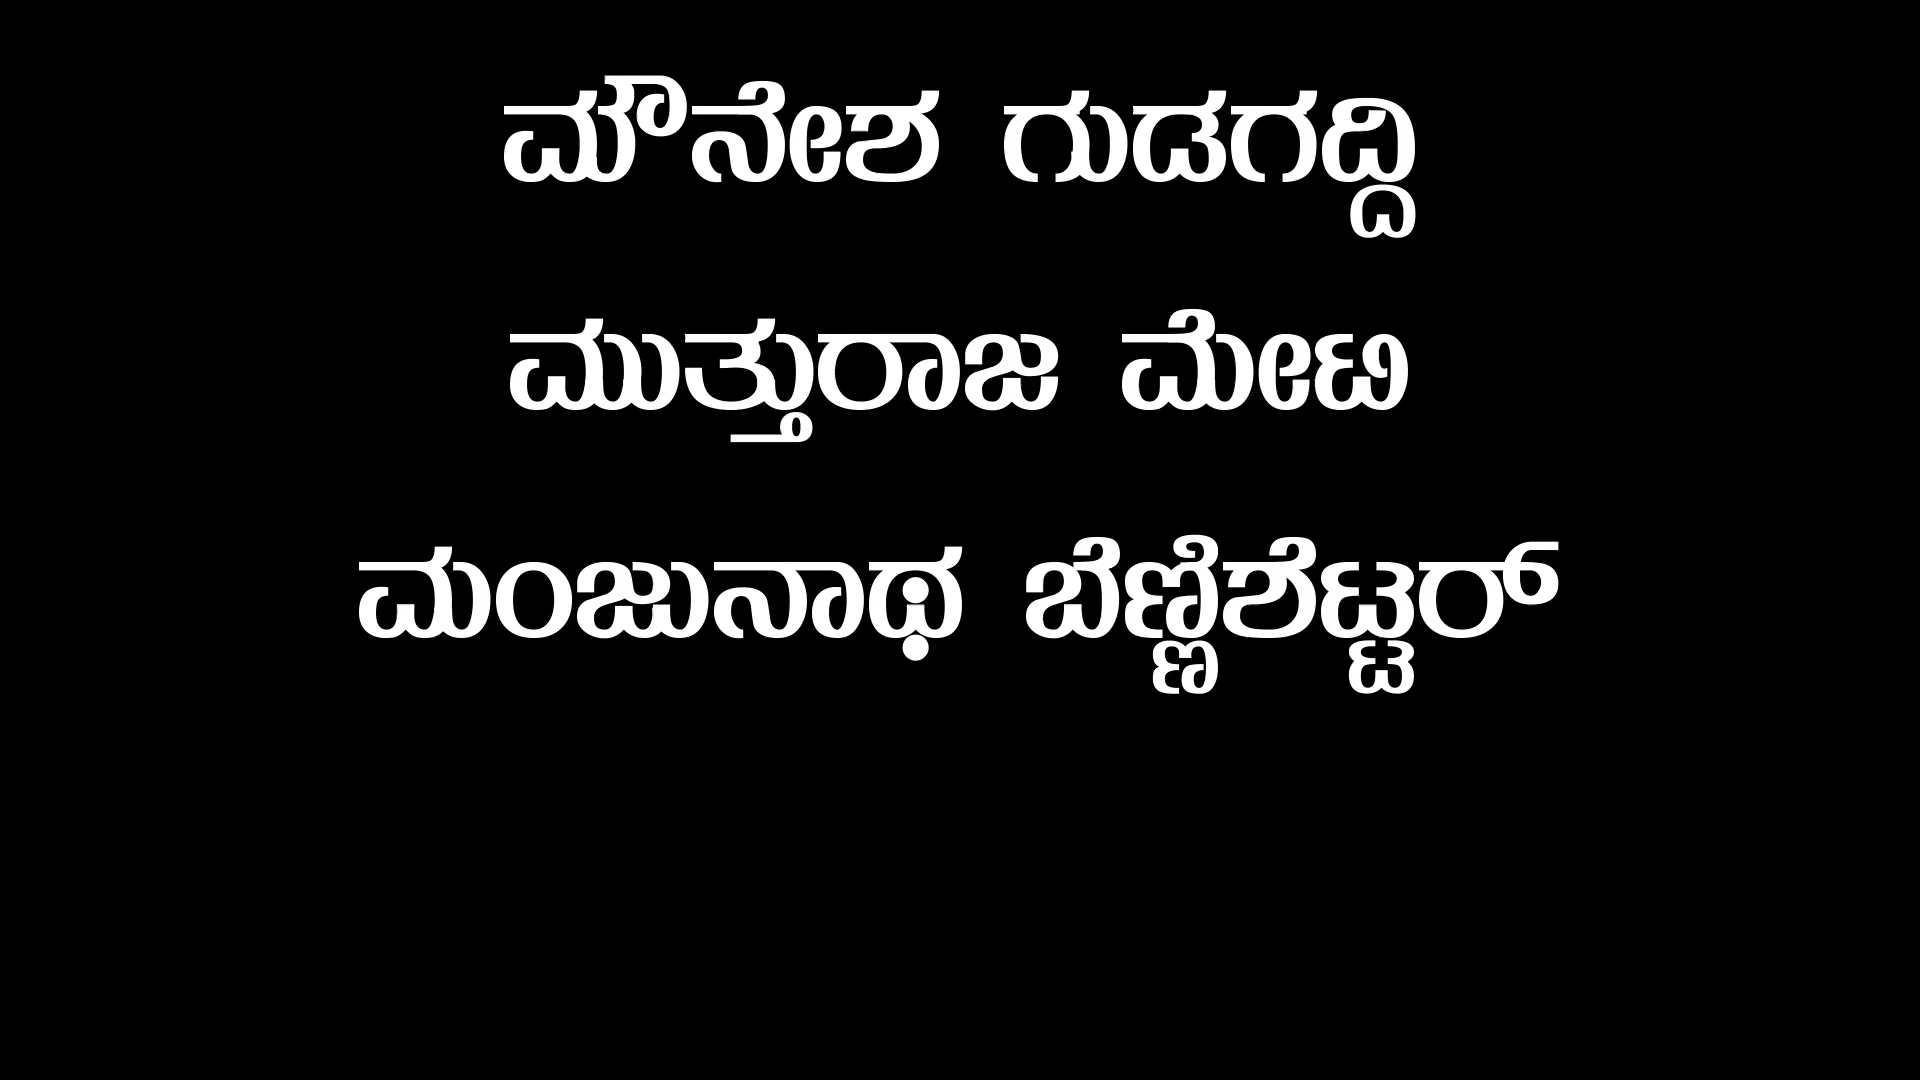 ಮೌನೇಶ ಗುಡಗದ್ದಿ
ಮುತ್ತುರಾಜ ಮೇಟಿ
ಮಂಜುನಾಥ ಬೆಣ್ಣಿಶೆಟ್ಟರ್